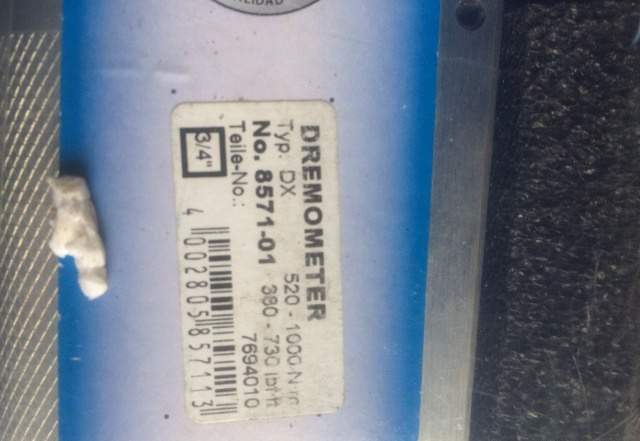 ILIDAD
DREMOMETER
Typ: DX 520 - 1000 N·m
No. 8571-01 380 - 730 lbf·ft
Teile-No.: 7694010
3/4"
4 002805 857113